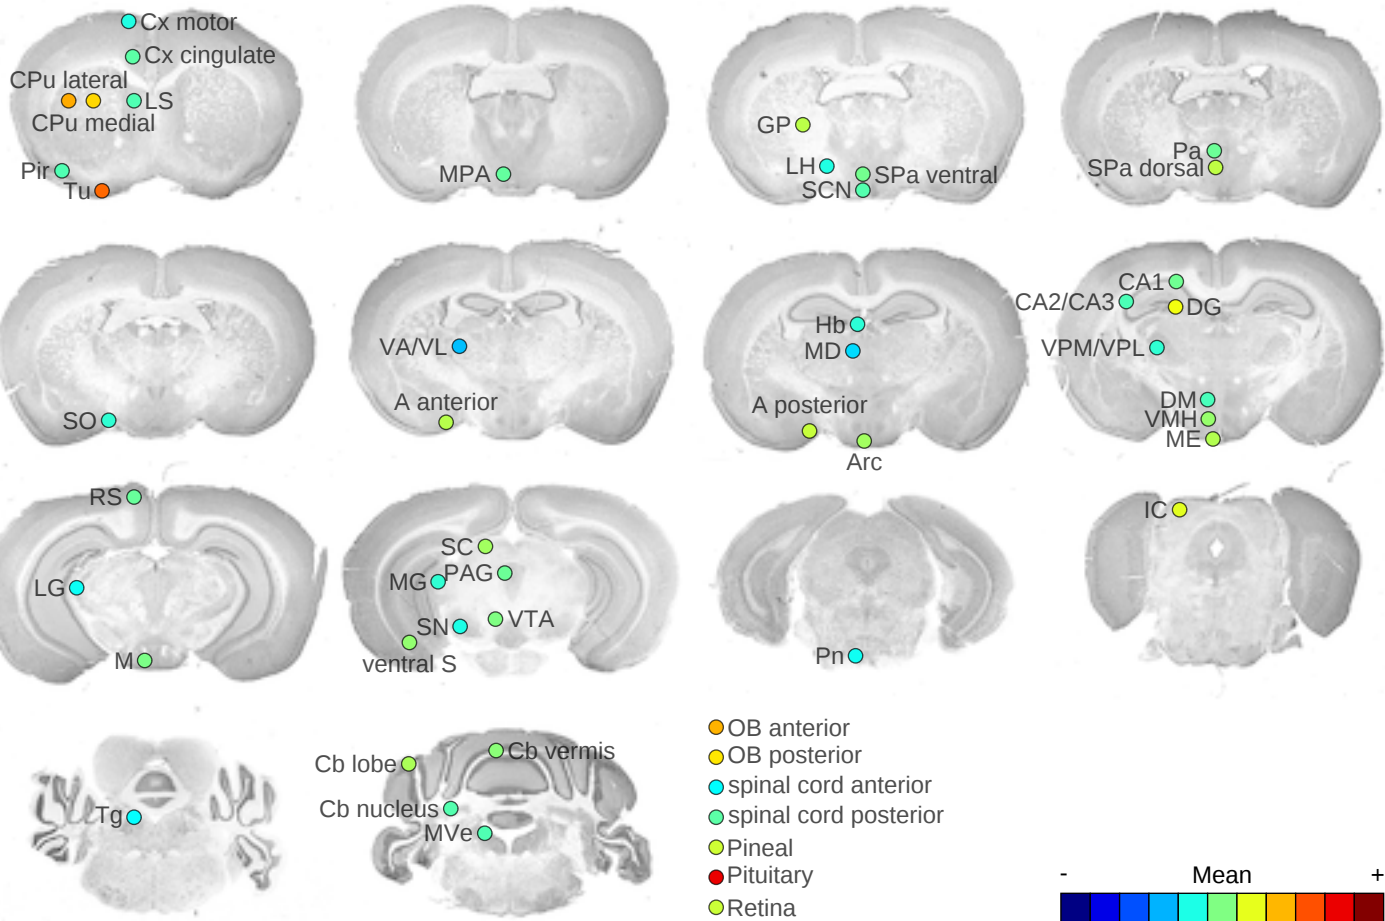 Cx motor
Cx cingulate
CPu lateral
LS
CPu medial
Pir
Tu
MPA
GP
LH
SPa ventral
SCN
Pa
SPa dorsal
SO
VA/VL
A anterior
Hb
MD
A posterior
Arc
CA1
CA2/CA3
DG
VPM/VPL
DM
VMH
ME
RS
LG
M
SC
MG
PAG
SN
VTA
ventral S
Pn
IC
Tg
Cb vermis
Cb lobe
Cb nucleus
MVe
OB anterior
OB posterior
spinal cord anterior
spinal cord posterior
Pineal
Pituitary
Retina
- Mean +